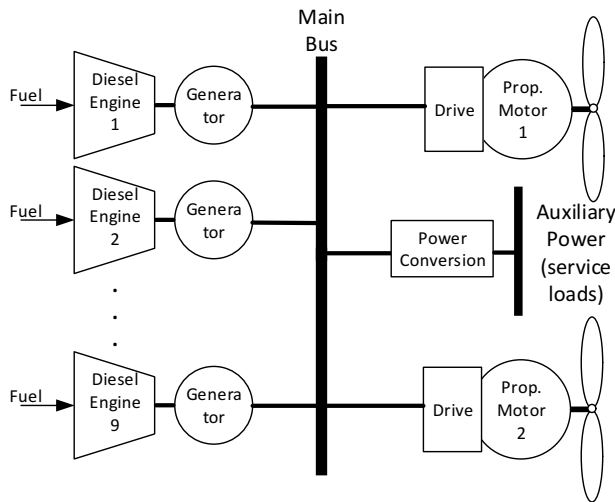 Main
Bus
Fuel
Diesel
Engine
1
Genera
tor
Drive
Prop.
Motor
1
Fuel
Diesel
Engine
2
Genera
tor
Power
Conversion
Auxiliary
Power
(service
loads)
.
.
.
Fuel
Diesel
Engine
9
Genera
tor
Drive
Prop.
Motor
2